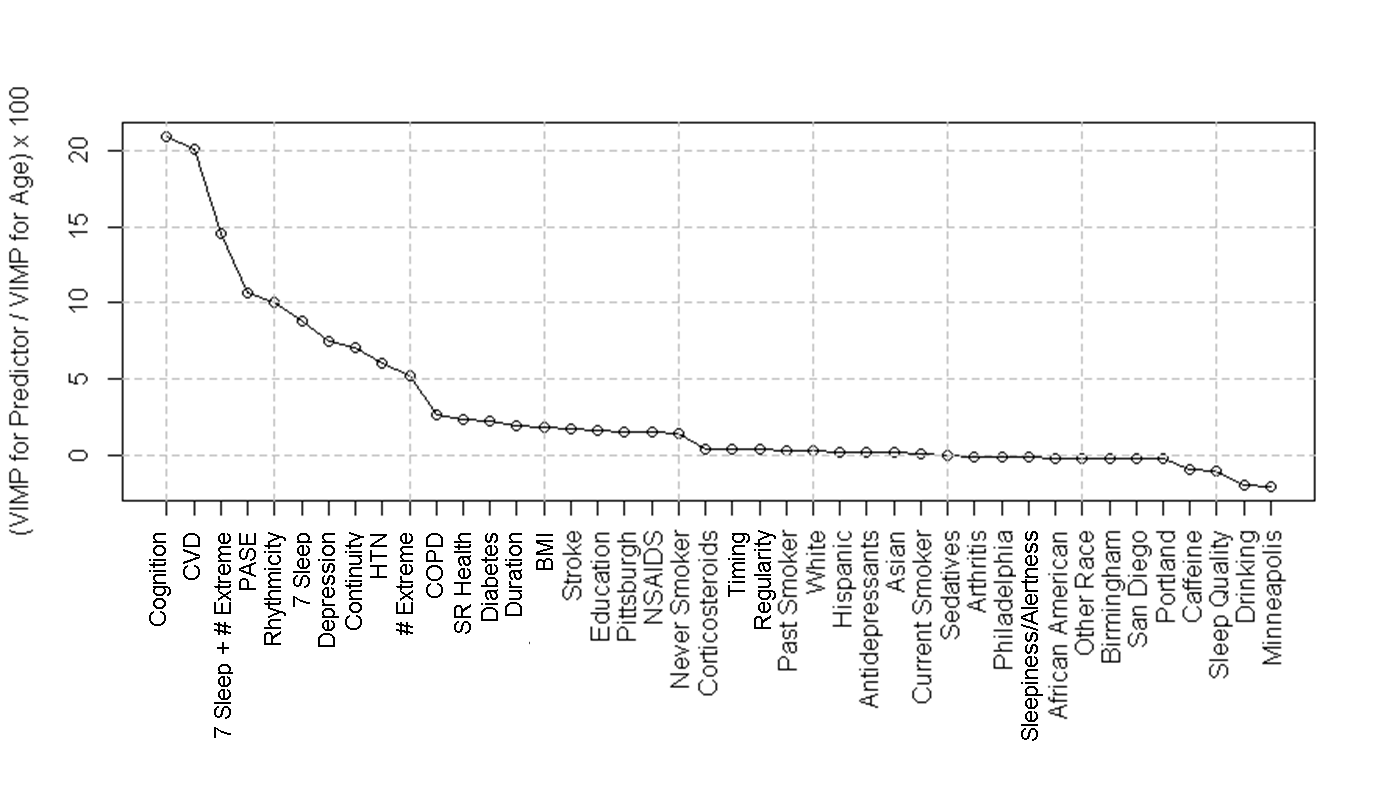 (VIMP for Predictor / VIMP for Age) x 100
20
15
10
5
0
Cognition
CVD
7 Sleep + # Extreme
PASE
Rhythmicity
7 Sleep
Depression
Continuity
HTN
# Extreme
COPD
SR Health
Diabetes
Duration
BMI
Stroke
Education
Pittsburgh
NSAIDS
Never Smoker
Corticosteroids
Timing
Regularity
Past Smoker
White
Hispanic
Antidepressants
Asian
Current Smoker
Sedatives
Arthritis
Philadelphia
Sleepiness/Alertness
African American
Other Race
Birmingham
San Diego
Portland
Caffeine
Sleep Quality
Drinking
Minneapolis